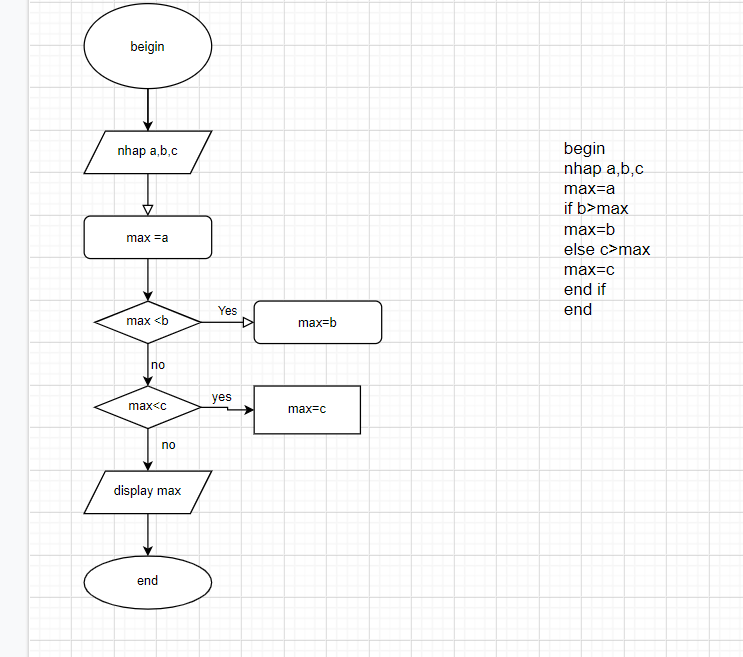 beigin
nhap a,b,c
max =a
max <b
Yes
max=b
no
max<c
yes
max=c
no
display max
end
begin
nhap a,b,c
max=a
if b>max
max=b
else c>max
max=c
end if
end